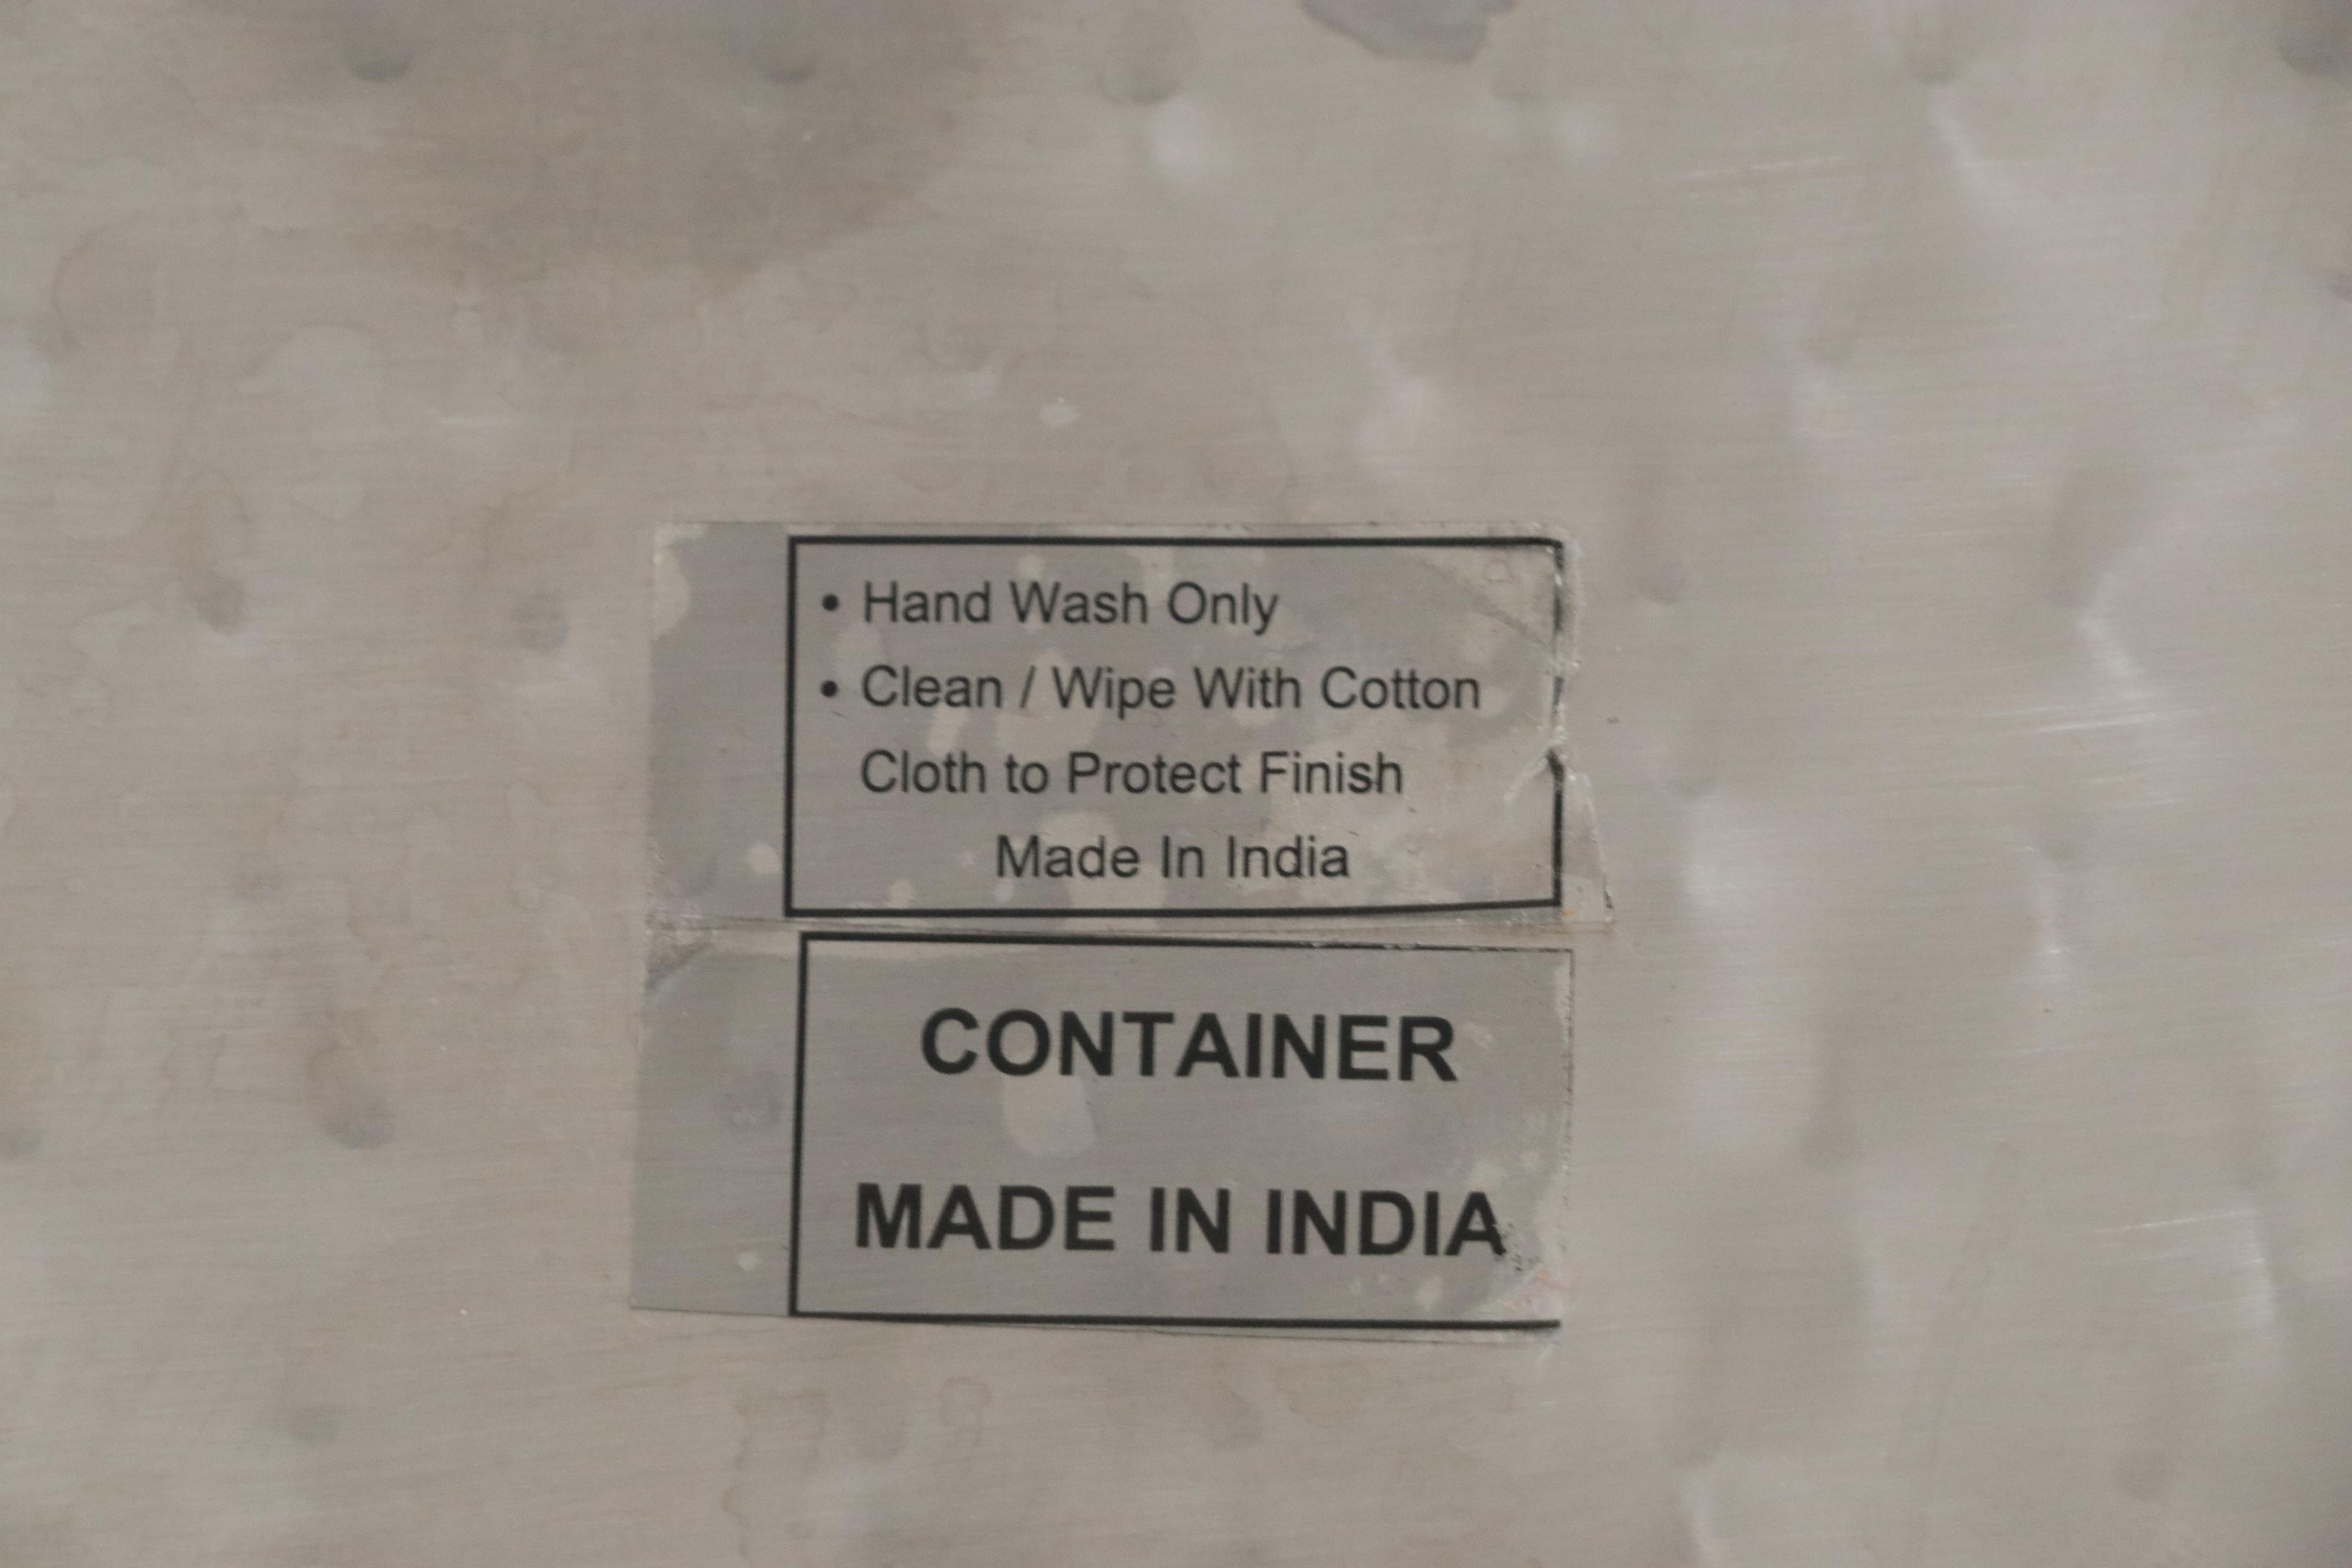 • Hand Wash Only
• Clean / Wipe With Cotton
Cloth to Protect Finish
Made In India
CONTAINER
MADE IN INDIA